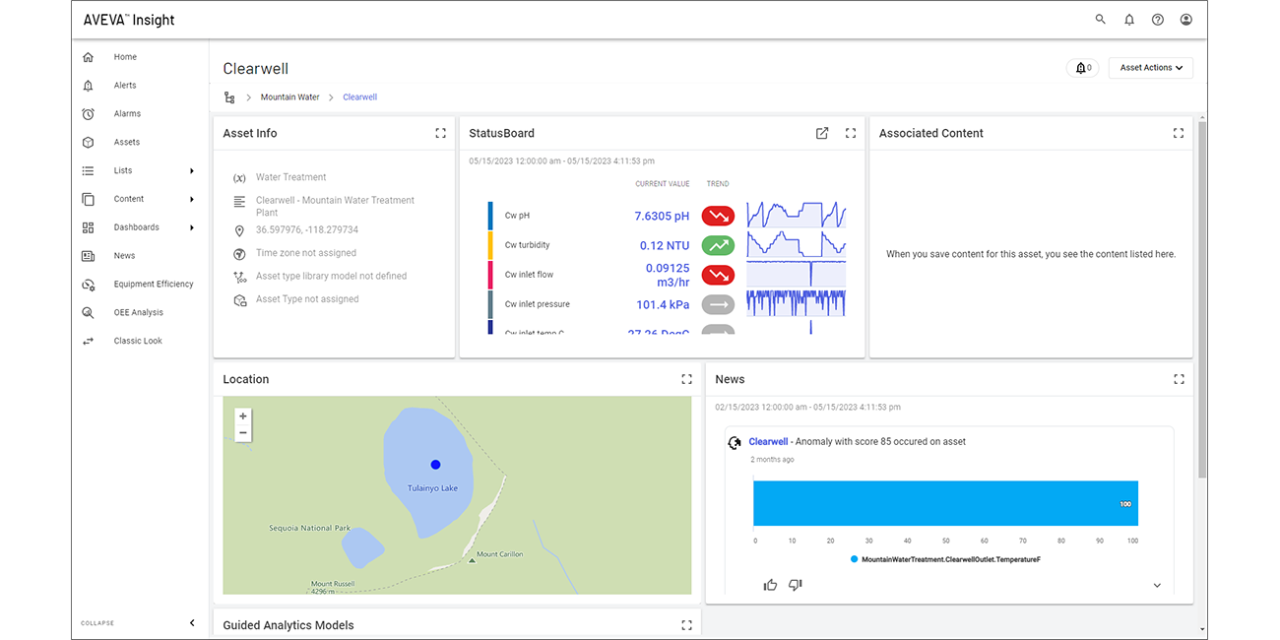 AVEVA™ Insight
Home
Alerts
Alarms
Assets
Lists
Content
Dashboards
News
Equipment Efficiency
OEE Analysis
Classic Look
COLLAPSE
Clearwell
0
Asset Actions
Mountain Water > Clearwell
Asset Info
(x) Water Treatment
Clearwell - Mountain Water Treatment
Plant
36.597976, -118.279734
Time zone not assigned
Asset type library model not defined
Asset Type not assigned
StatusBoard
05/15/2023 12:00:00 am - 05/15/2023 4:11:53 pm
CURRENT VALUE TREND
Cw pH 7.6305 pH
Cw turbidity 0.12 NTU
Cw inlet flow 0.09125
m3/hr
Cw inlet pressure 101.4 kPa
Cw inlet temp C 27.26 DegC
Associated Content
When you save content for this asset, you see the content listed here.
Location
+
−
Tulainyo Lake
Sequoia National Park
Mount Carillon
Mount Russell
4296 m
News
02/15/2023 12:00:00 am - 05/15/2023 4:11:53 pm
Clearwell - Anomaly with score 85 occured on asset
2 months ago
100
0 10 20 30 40 50 60 70 80 90 100
MountainWaterTreatment.ClearwellOutlet.TemperatureF
Guided Analytics Models